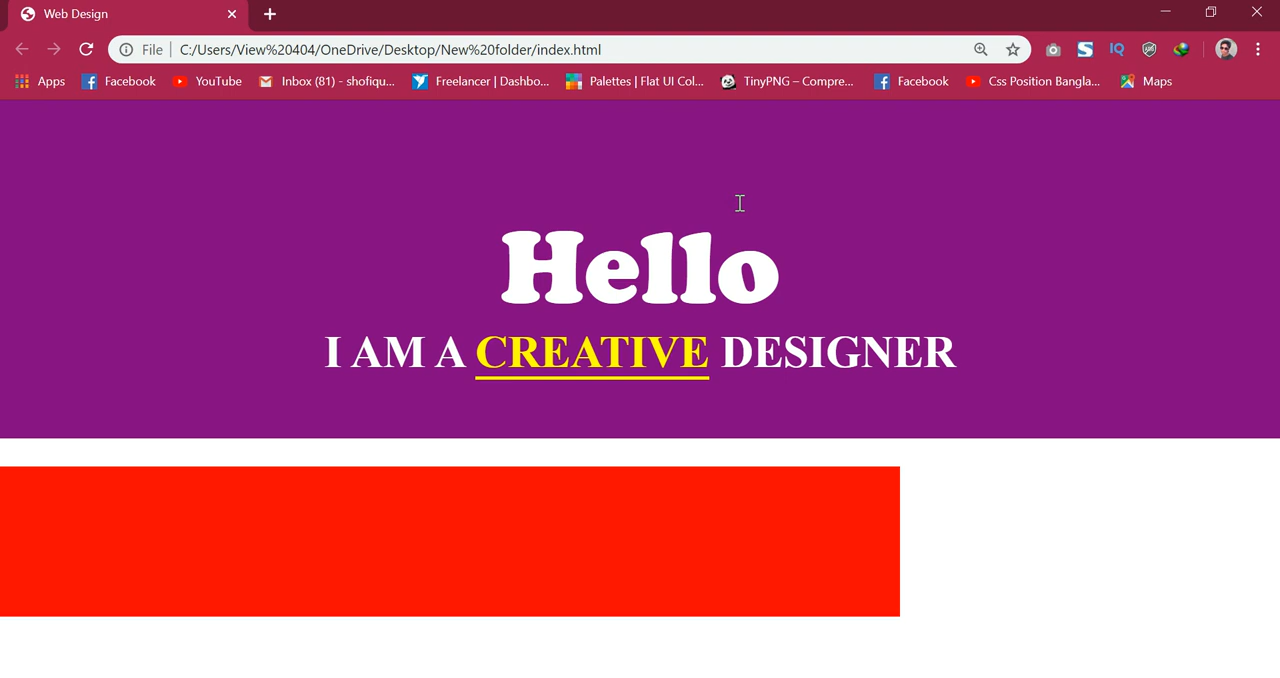 Web Design
File C:/Users/View%20404/OneDrive/Desktop/New%20folder/index.html
Apps Facebook YouTube Inbox (81) - shofiqu... Freelancer | Dashbo... Palettes | Flat UI Col... TinyPNG – Compre... Facebook Css Position Bangla... Maps
Hello
I AM A CREATIVE DESIGNER